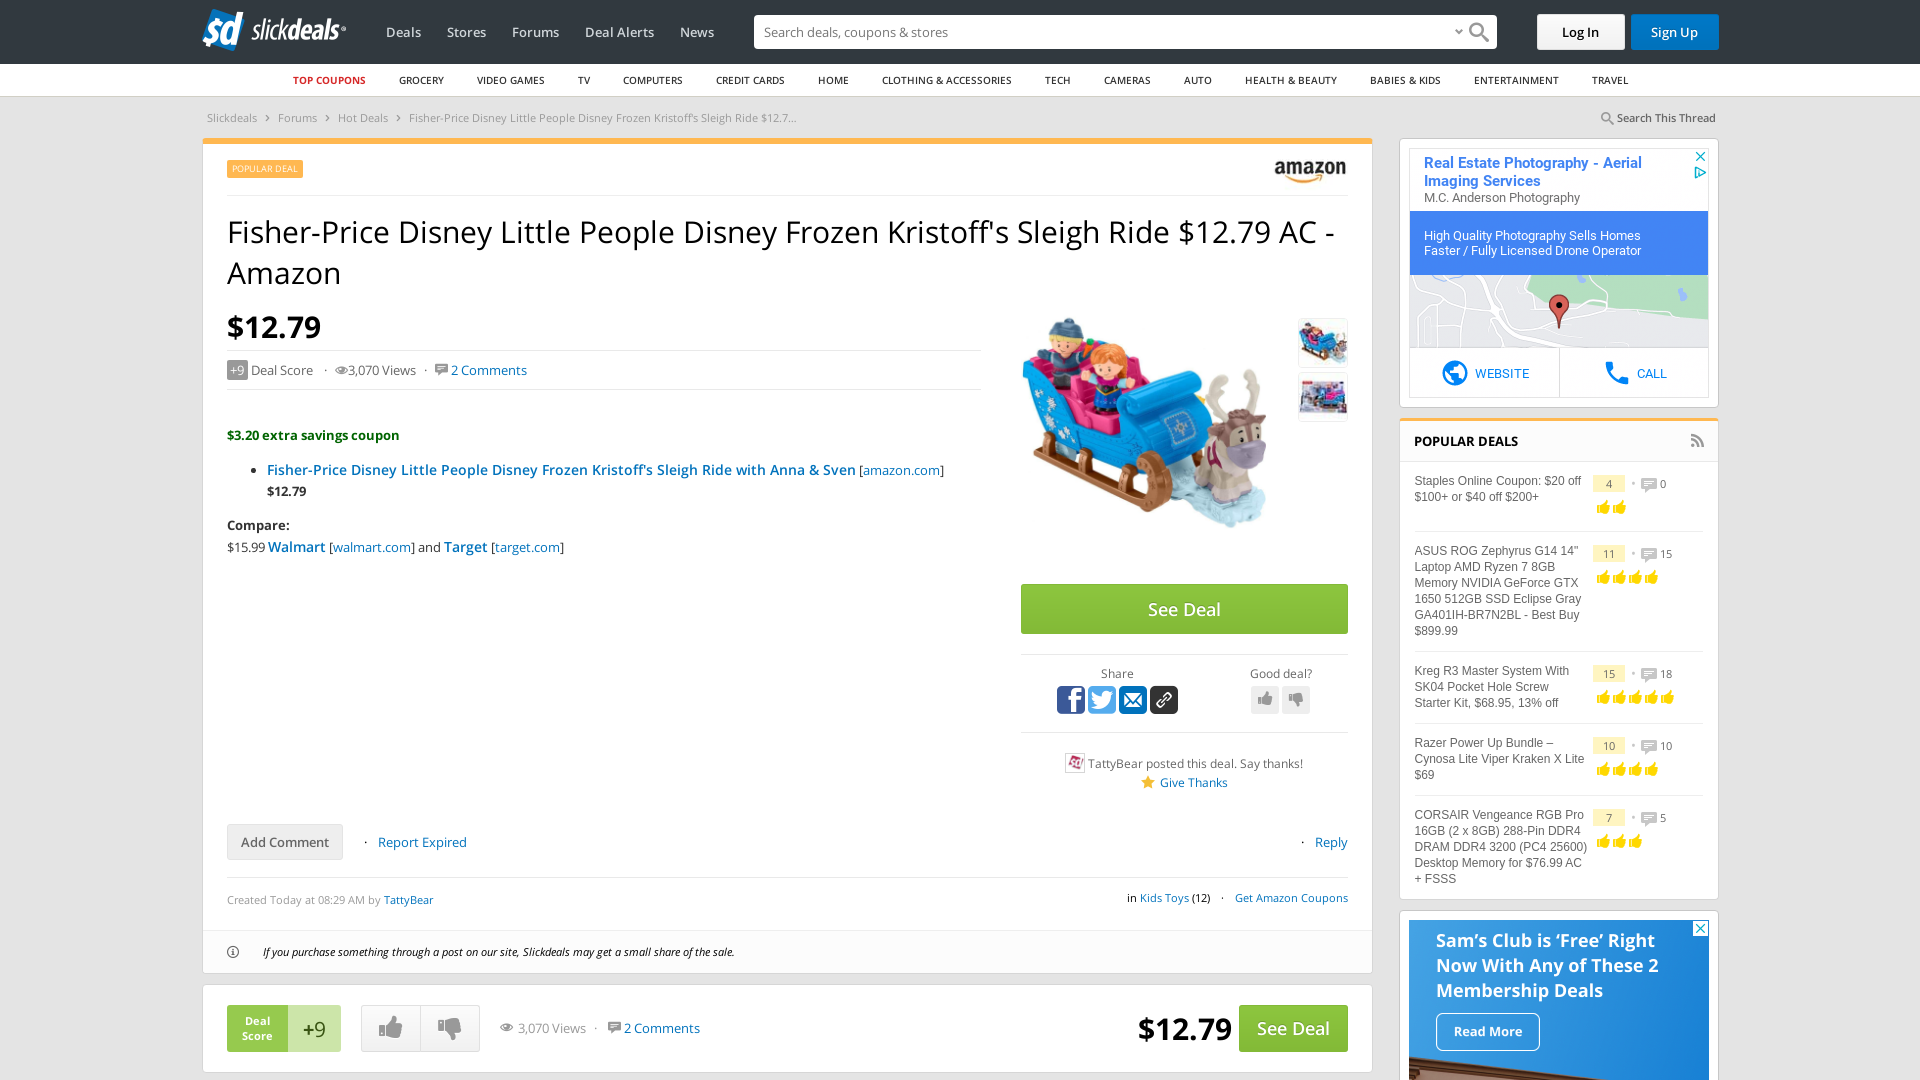 slickdeals
Deals
Stores
Forums
Deal Alerts
News
Search deals, coupons & stores
Log In
Sign Up
TOP COUPONS
GROCERY
VIDEO GAMES
TV
COMPUTERS
CREDIT CARDS
HOME
CLOTHING & ACCESSORIES
TECH
CAMERAS
AUTO
HEALTH & BEAUTY
BABIES & KIDS
ENTERTAINMENT
TRAVEL
Slickdeals
Forums
Hot Deals
Fisher-Price Disney Little People Disney Frozen Kristoff's Sleigh Ride $12.7...
Search This Thread
POPULAR DEAL
amazon
Fisher-Price Disney Little People Disney Frozen Kristoff's Sleigh Ride $12.79 AC -
Amazon
$12.79
+9 Deal Score · 3,070 Views · 2 Comments
$3.20 extra savings coupon
• Fisher-Price Disney Little People Disney Frozen Kristoff's Sleigh Ride with Anna & Sven [amazon.com]
$12.79
Compare:
$15.99 Walmart [walmart.com] and Target [target.com]
See Deal
Share
Good deal?
TattyBear posted this deal. Say thanks!
Give Thanks
Add Comment
· Report Expired
· Reply
Created Today at 08:29 AM by TattyBear
in Kids Toys (12) · Get Amazon Coupons
If you purchase something through a post on our site, Slickdeals may get a small share of the sale.
Deal
Score
+9
3,070 Views · 2 Comments
$12.79
See Deal
Real Estate Photography - Aerial
Imaging Services
M.C. Anderson Photography
High Quality Photography Sells Homes
Faster / Fully Licensed Drone Operator
WEBSITE
CALL
POPULAR DEALS
Staples Online Coupon: $20 off
$100+ or $40 off $200+
4 • 0
ASUS ROG Zephyrus G14 14"
Laptop AMD Ryzen 7 8GB
Memory NVIDIA GeForce GTX
1650 512GB SSD Eclipse Gray
GA401IH-BR7N2BL - Best Buy
$899.99
11 • 15
Kreg R3 Master System With
SK04 Pocket Hole Screw
Starter Kit, $68.95, 13% off
15 • 18
Razer Power Up Bundle –
Cynosa Lite Viper Kraken X Lite
$69
10 • 10
CORSAIR Vengeance RGB Pro
16GB (2 x 8GB) 288-Pin DDR4
DRAM DDR4 3200 (PC4 25600)
Desktop Memory for $76.99 AC
+ FSSS
7 • 5
Sam's Club is ‘Free’ Right
Now With Any of These 2
Membership Deals
Read More